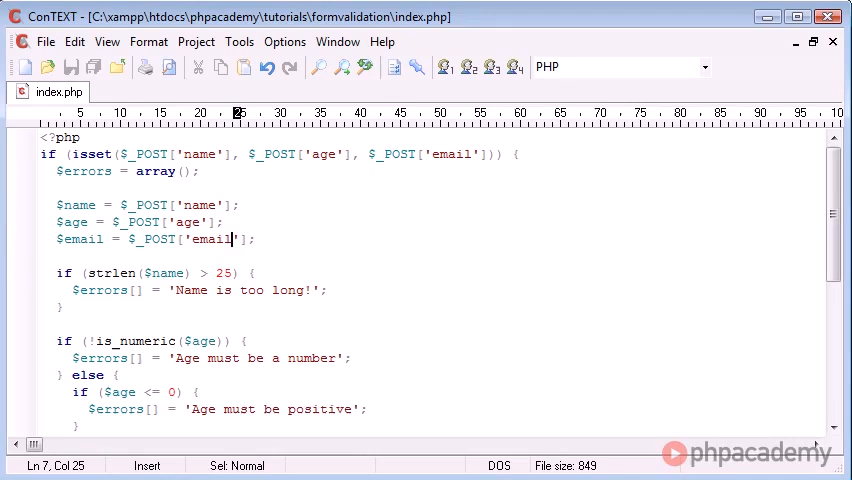 ConTEXT - [C:\xampp\htdocs\phpacademy\tutorials\formvalidation\index.php]
File Edit View Format Project Tools Options Window Help
1 2 3 4 PHP
index.php
5 10 15 20 25 30 35 40 45 50 55 60 65 70 75 80 85 90 95 10
<?php
if (isset($_POST['name'], $_POST['age'], $_POST['email'])) {
$errors = array();
$name = $_POST['name'];
$age = $_POST['age'];
$email = $_POST['email'];
if (strlen($name) > 25) {
$errors[] = 'Name is too long!';
}
if (!is_numeric($age)) {
$errors[] = 'Age must be a number';
} else {
if ($age <= 0) {
$errors[] = 'Age must be positive';
}
phpacademy
Ln 7, Col 25 Insert Sel: Normal DOS File size: 849